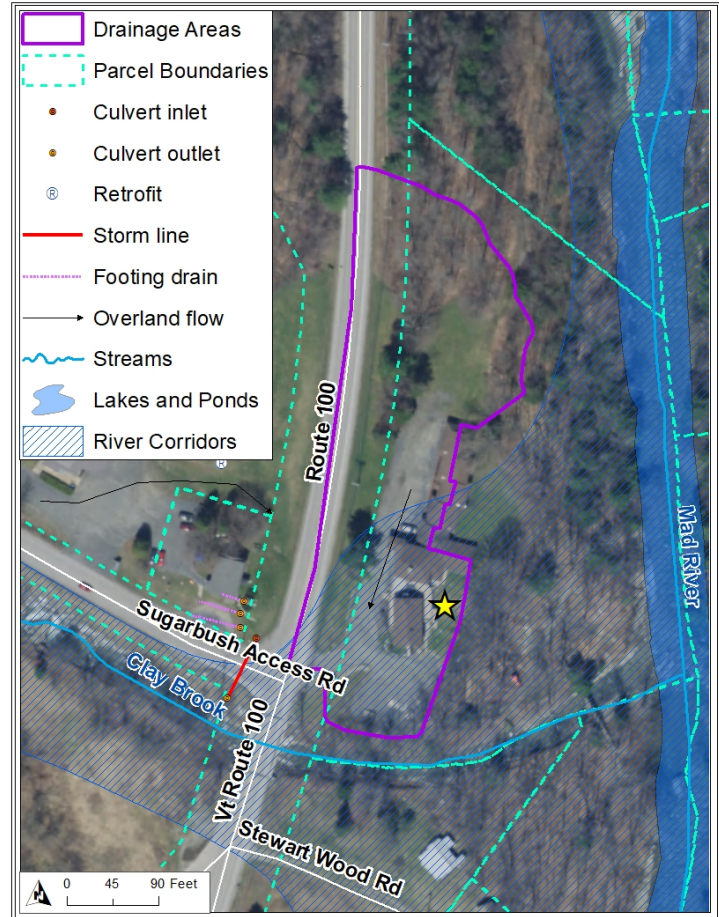 Drainage Areas
Parcel Boundaries
Culvert inlet
Culvert outlet
R Retrofit
Storm line
Footing drain
Overland flow
Streams
Lakes and Ponds
River Corridors
Route 100
R
Mad River
Sugarbush Access Rd
Clay Brook
Vt Route 100
Stewart Wood Rd
N
0 45 90 Feet